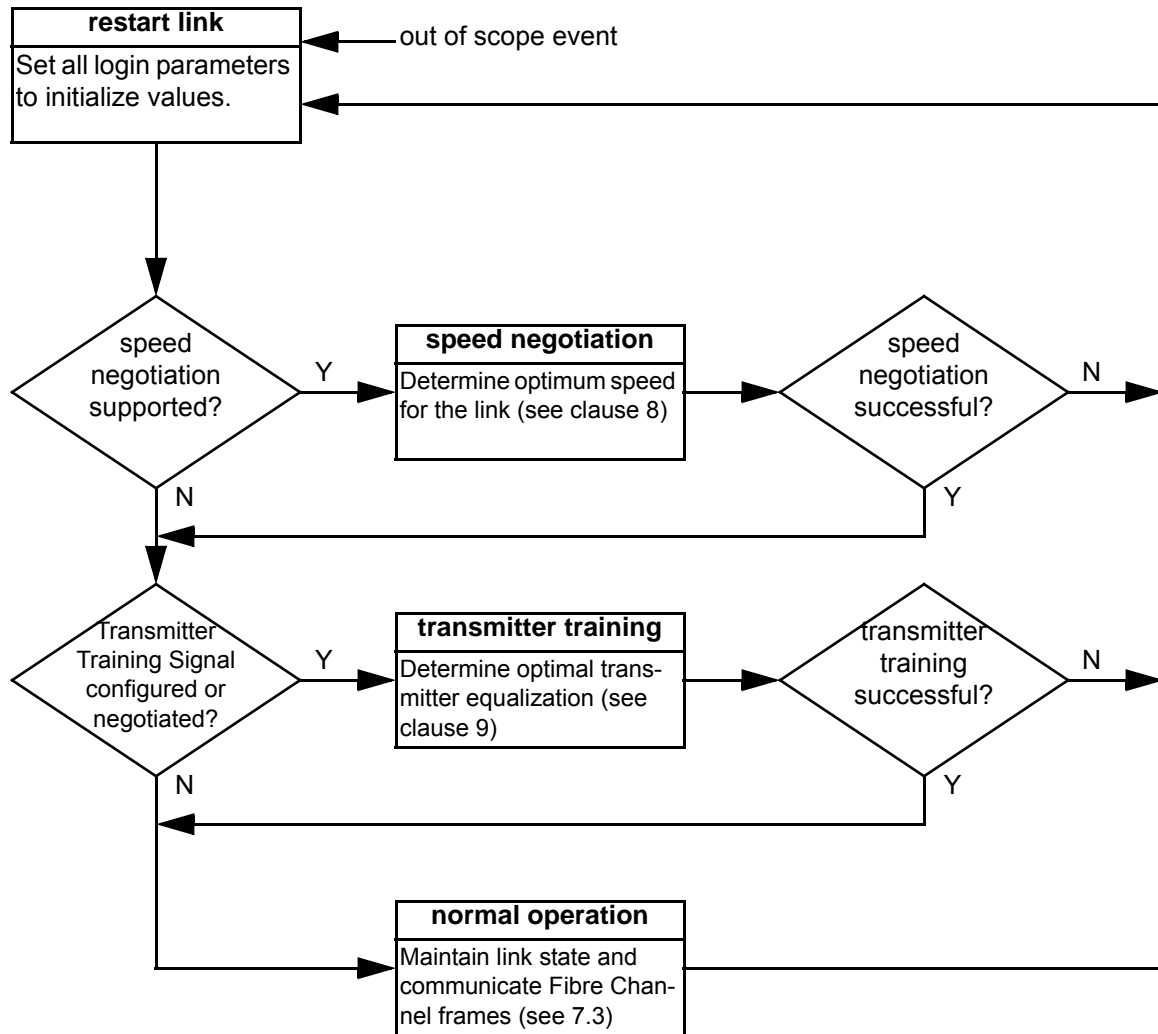 restart link
out of scope event
Set all login parameters
to initialize values.
speed
negotiation
supported?
Y
N
speed negotiation
Determine optimum speed
for the link (see clause 8)
speed
negotiation
successful?
N
Y
Transmitter
Training Signal
configured or
negotiated?
Y
N
transmitter training
Determine optimal trans-
mitter equalization (see
clause 9)
transmitter
training
successful?
N
Y
normal operation
Maintain link state and
communicate Fibre Chan-
nel frames (see 7.3)